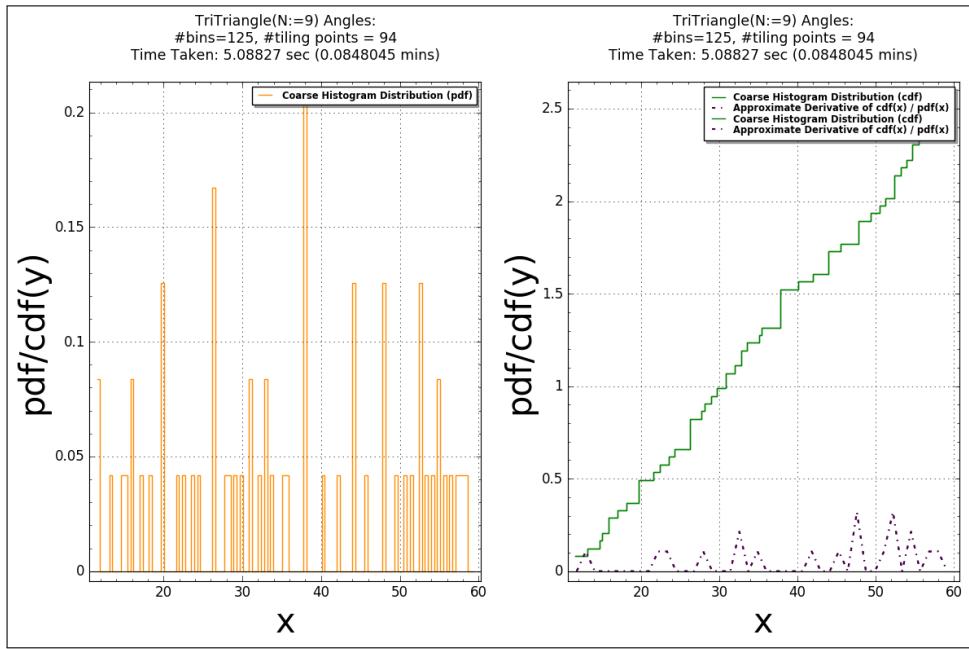 TriTriangle(N:=9) Angles:
#bins=125, #tiling points = 94
Time Taken: 5.08827 sec (0.0848045 mins)
Coarse Histogram Distribution (pdf)
0.2
0.15
0.1
0.05
0
pdf/cdf(y)
20
30
40
50
60
x
TriTriangle(N:=9) Angles:
#bins=125, #tiling points = 94
Time Taken: 5.08827 sec (0.0848045 mins)
Coarse Histogram Distribution (cdf)
Approximate Derivative of cdf(x) / pdf(x)
Coarse Histogram Distribution (cdf)
Approximate Derivative of cdf(x) / pdf(x)
2.5
2
1.5
1
0.5
0
pdf/cdf(y)
20
30
40
50
60
x